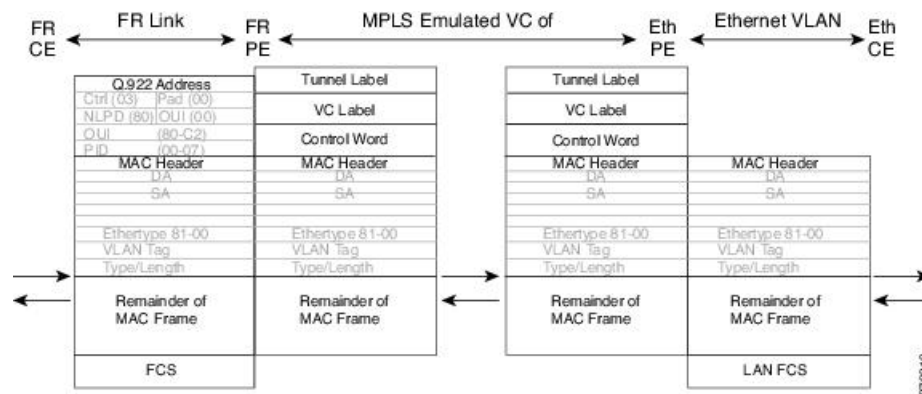 FR Link
MPLS Emulated VC of
Ethernet VLAN
FR CE
FR PE
Eth PE
Eth CE
Q.922 Address
Ctrl (03) Pad (00)
NLPD (80) OUI (00)
OUI (80-C2)
PID (00-07)
MAC Header
DA
SA
Ethertype 81-00
VLAN Tag
Type/Length
Remainder of
MAC Frame
FCS
Tunnel Label
VC Label
Control Word
MAC Header
DA
SA
Ethertype 81-00
VLAN Tag
Type/Length
Remainder of
MAC Frame
Tunnel Label
VC Label
Control Word
MAC Header
DA
SA
Ethertype 81-00
VLAN Tag
Type/Length
Remainder of
MAC Frame
MAC Header
DA
SA
Ethertype 81-00
VLAN Tag
Type/Length
Remainder of
MAC Frame
LAN FCS